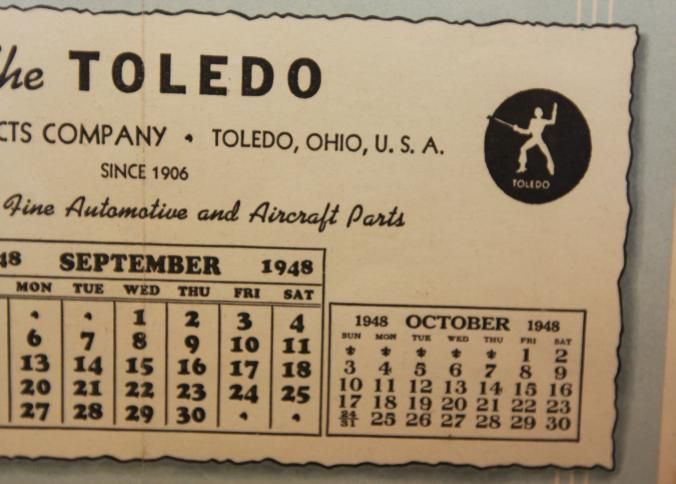 The TOLEDO
CTS COMPANY • TOLEDO, OHIO, U. S. A.
SINCE 1906
Fine Automotive and Aircraft Parts
TOLEDO
48 SEPTEMBER 1948
MON TUE WED THU FRI SAT
1 2 3 4
6 7 8 9 10 11
13 14 15 16 17 18
20 21 22 23 24 25
27 28 29 30
1948 OCTOBER 1948
SUN MON TUE WED THU FRI SAT
1 2
3 4 5 6 7 8 9
10 11 12 13 14 15 16
17 18 19 20 21 22 23
24/31 25 26 27 28 29 30